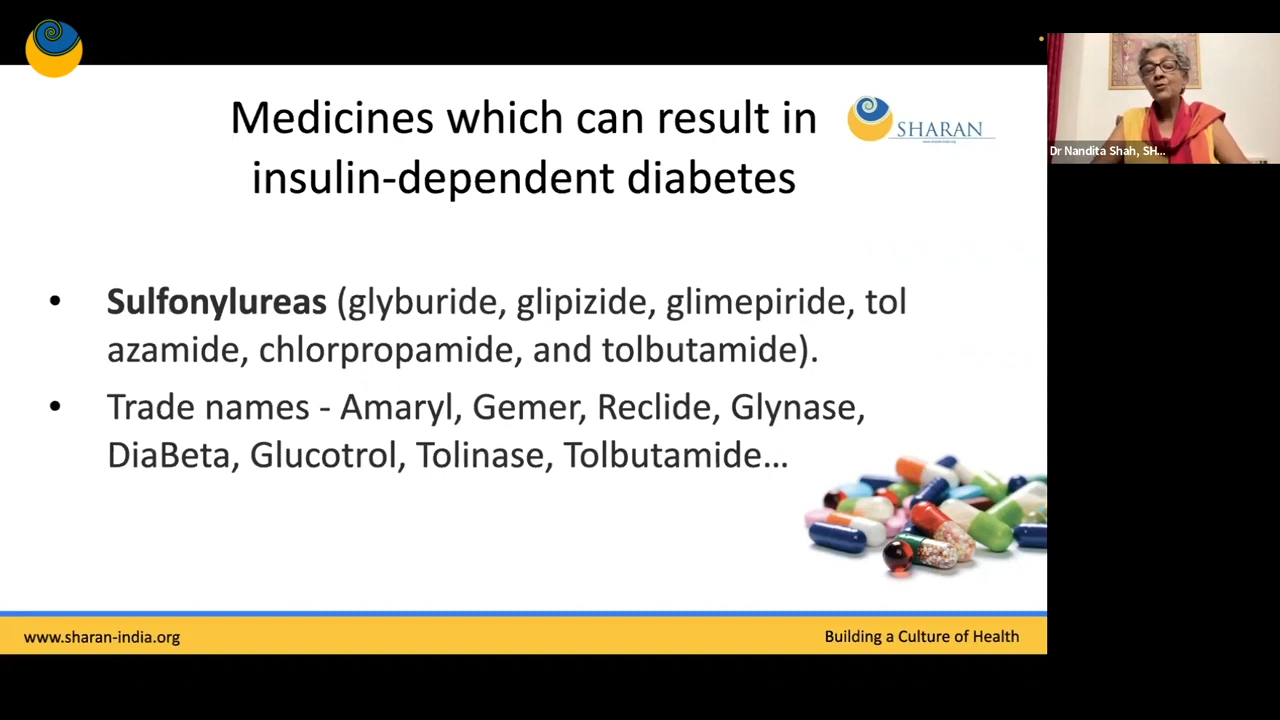 Medicines which can result in
insulin-dependent diabetes
SHARAN
• Sulfonylureas (glyburide, glipizide, glimepiride, tol
azamide, chlorpropamide, and tolbutamide).
• Trade names - Amaryl, Gemer, Reclide, Glynase,
DiaBeta, Glucotrol, Tolinase, Tolbutamide…
www.sharan-india.org
Building a Culture of Health
Dr Nandita Shah, SH...